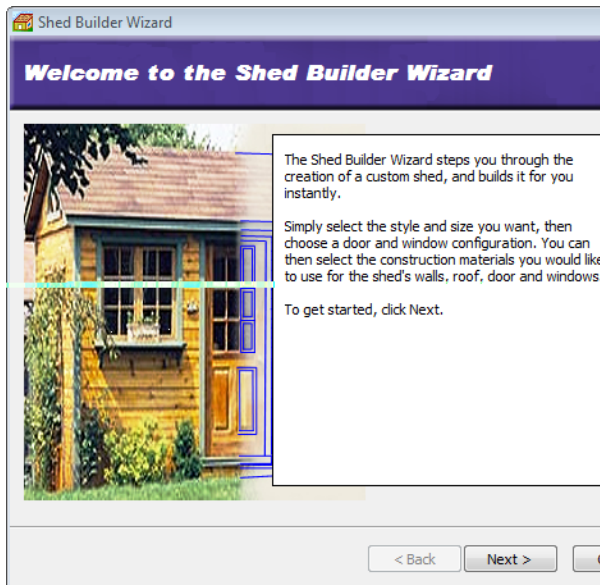 Shed Builder Wizard
Welcome to the Shed Builder Wizard
The Shed Builder Wizard steps you through the
creation of a custom shed, and builds it for you
instantly.
Simply select the style and size you want, then
choose a door and window configuration. You can
then select the construction materials you would like
to use for the shed's walls, roof, door and windows
To get started, click Next.
< Back
Next >